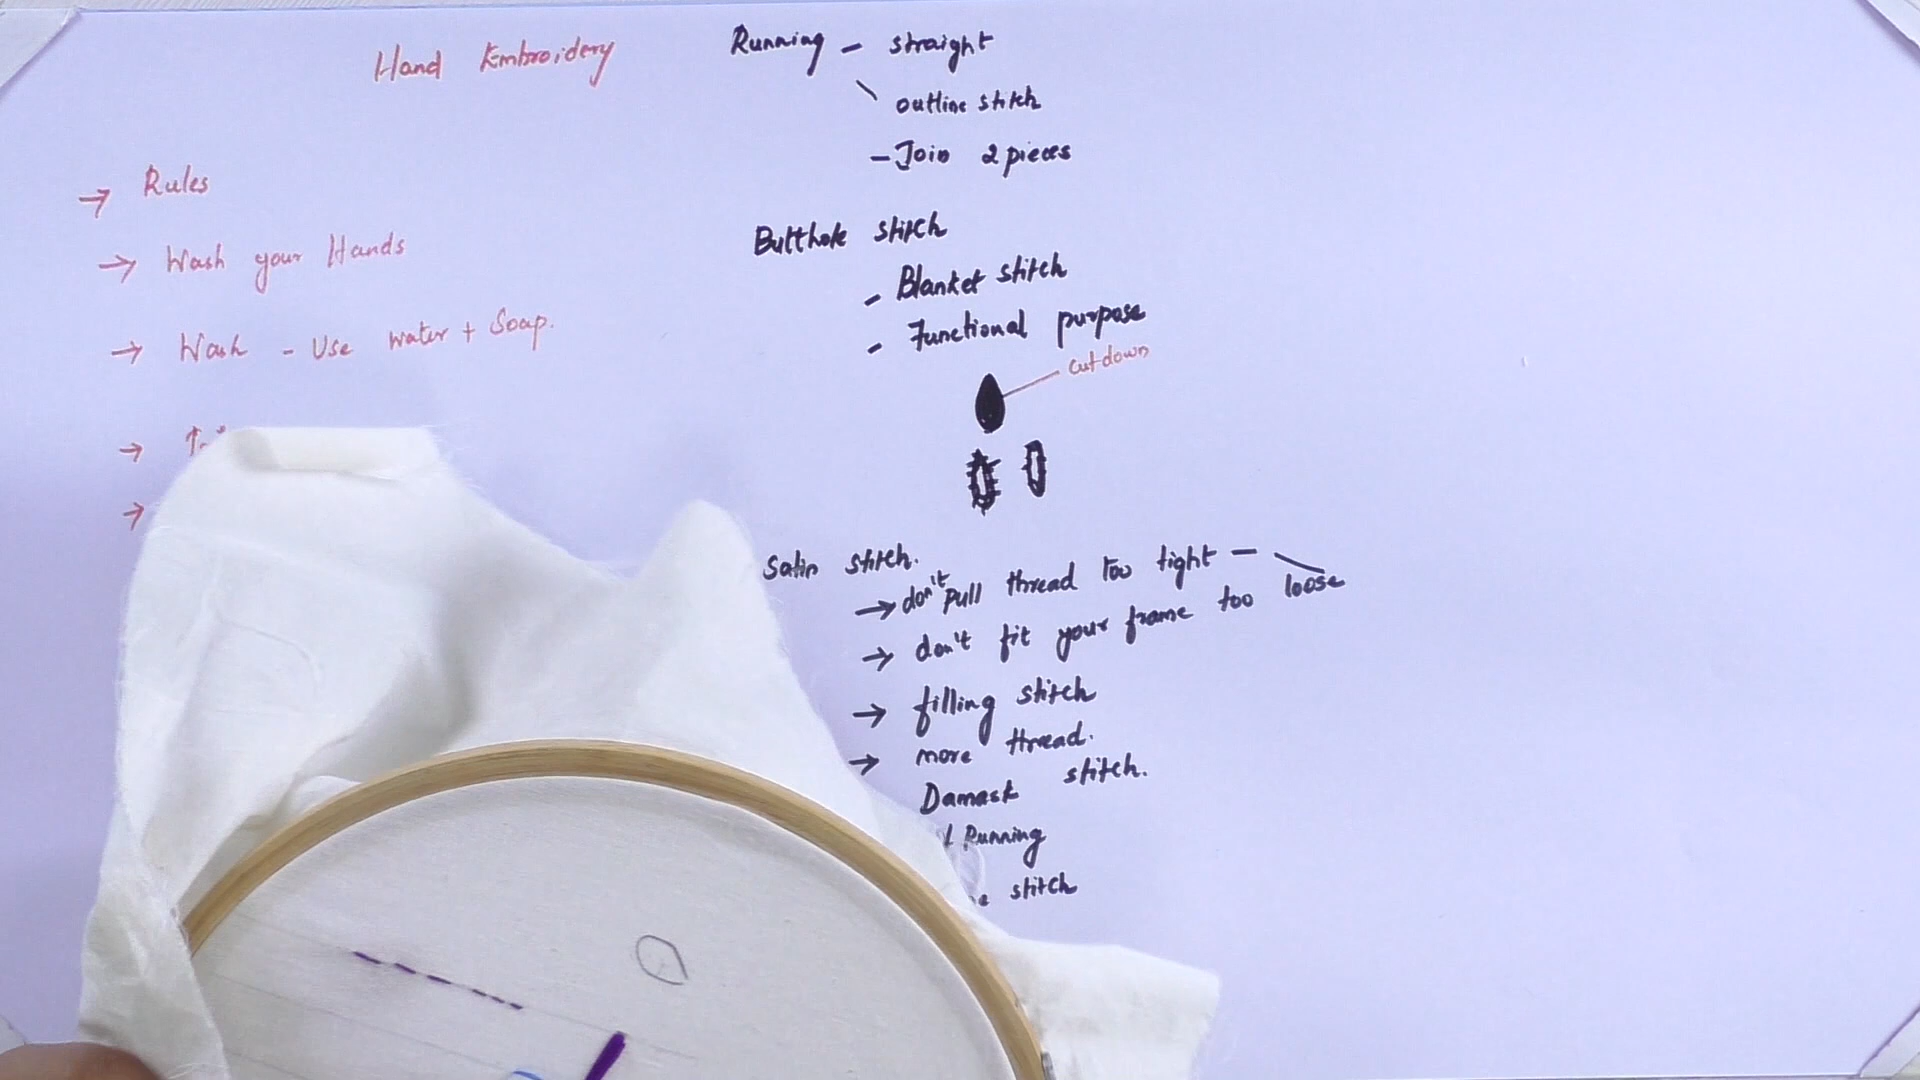 Hand Embroidery
→ Rules
→ Wash your Hands
→ Wash - Use water + Soap.
→
→
Running - straight
outline stitch
- Join 2 pieces
Bulthole stitch
- Blanket stitch
- Functional purpose
cut down
Satin stitch.
→ don't pull thread too tight -
→ don't fit your frame too loose
→ filling stitch
→ more thread.
Damask stitch.
Running
stitch